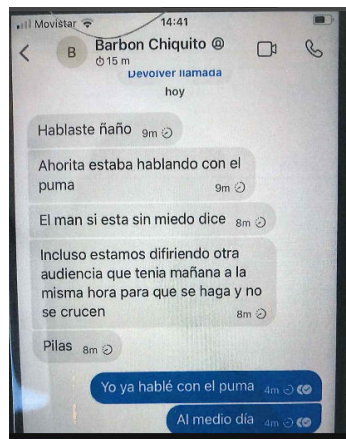 Movistar 14:41
B Barbon Chiquito
15 m
Devolver llamada
hoy
Hablaste ñaño 9m
Ahorita estaba hablando con el
puma
9m
El man si esta sin miedo dice 8m
Incluso estamos difiriendo otra
audiencia que tenia mañana a la
misma hora para que se haga y no
se crucen
8m
Pilas 8m
Yo ya hablé con el puma 4m
Al medio día 4m